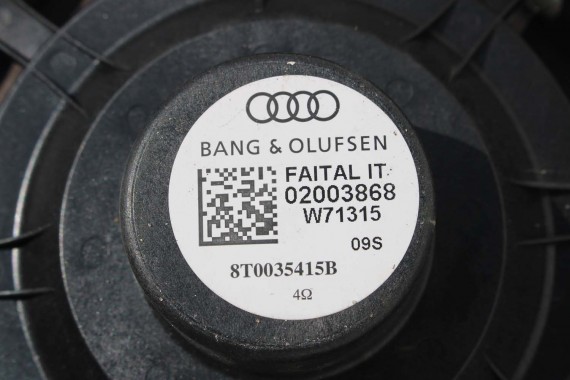 BANG & OLUFSEN
FAITAL IT
02003868
W71315
09S
8T0035415B
4Ω